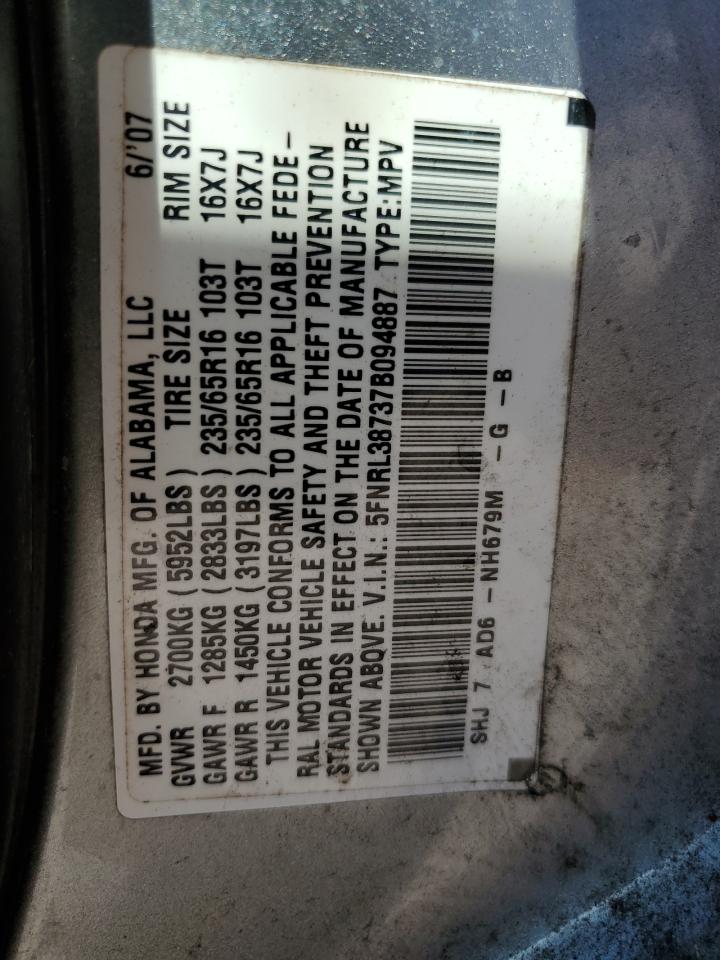 MFD. BY HONDA MFG. OF ALABAMA, LLC 6/'07
GVWR 2700KG (5952LBS) TIRE SIZE RIM SIZE
GAWR F 1285KG (2833LBS) 235/65R16 103T 16X7J
GAWR R 1450KG (3197LBS) 235/65R16 103T 16X7J
THIS VEHICLE CONFORMS TO ALL APPLICABLE FEDE-
RAL MOTOR VEHICLE SAFETY AND THEFT PREVENTION
STANDARDS IN EFFECT ON THE DATE OF MANUFACTURE
SHOWN ABOVE. V.I.N.: 5FNRL38737B094887 TYPE:MPV
SHJ 7 AD6 -NH679M -G -B